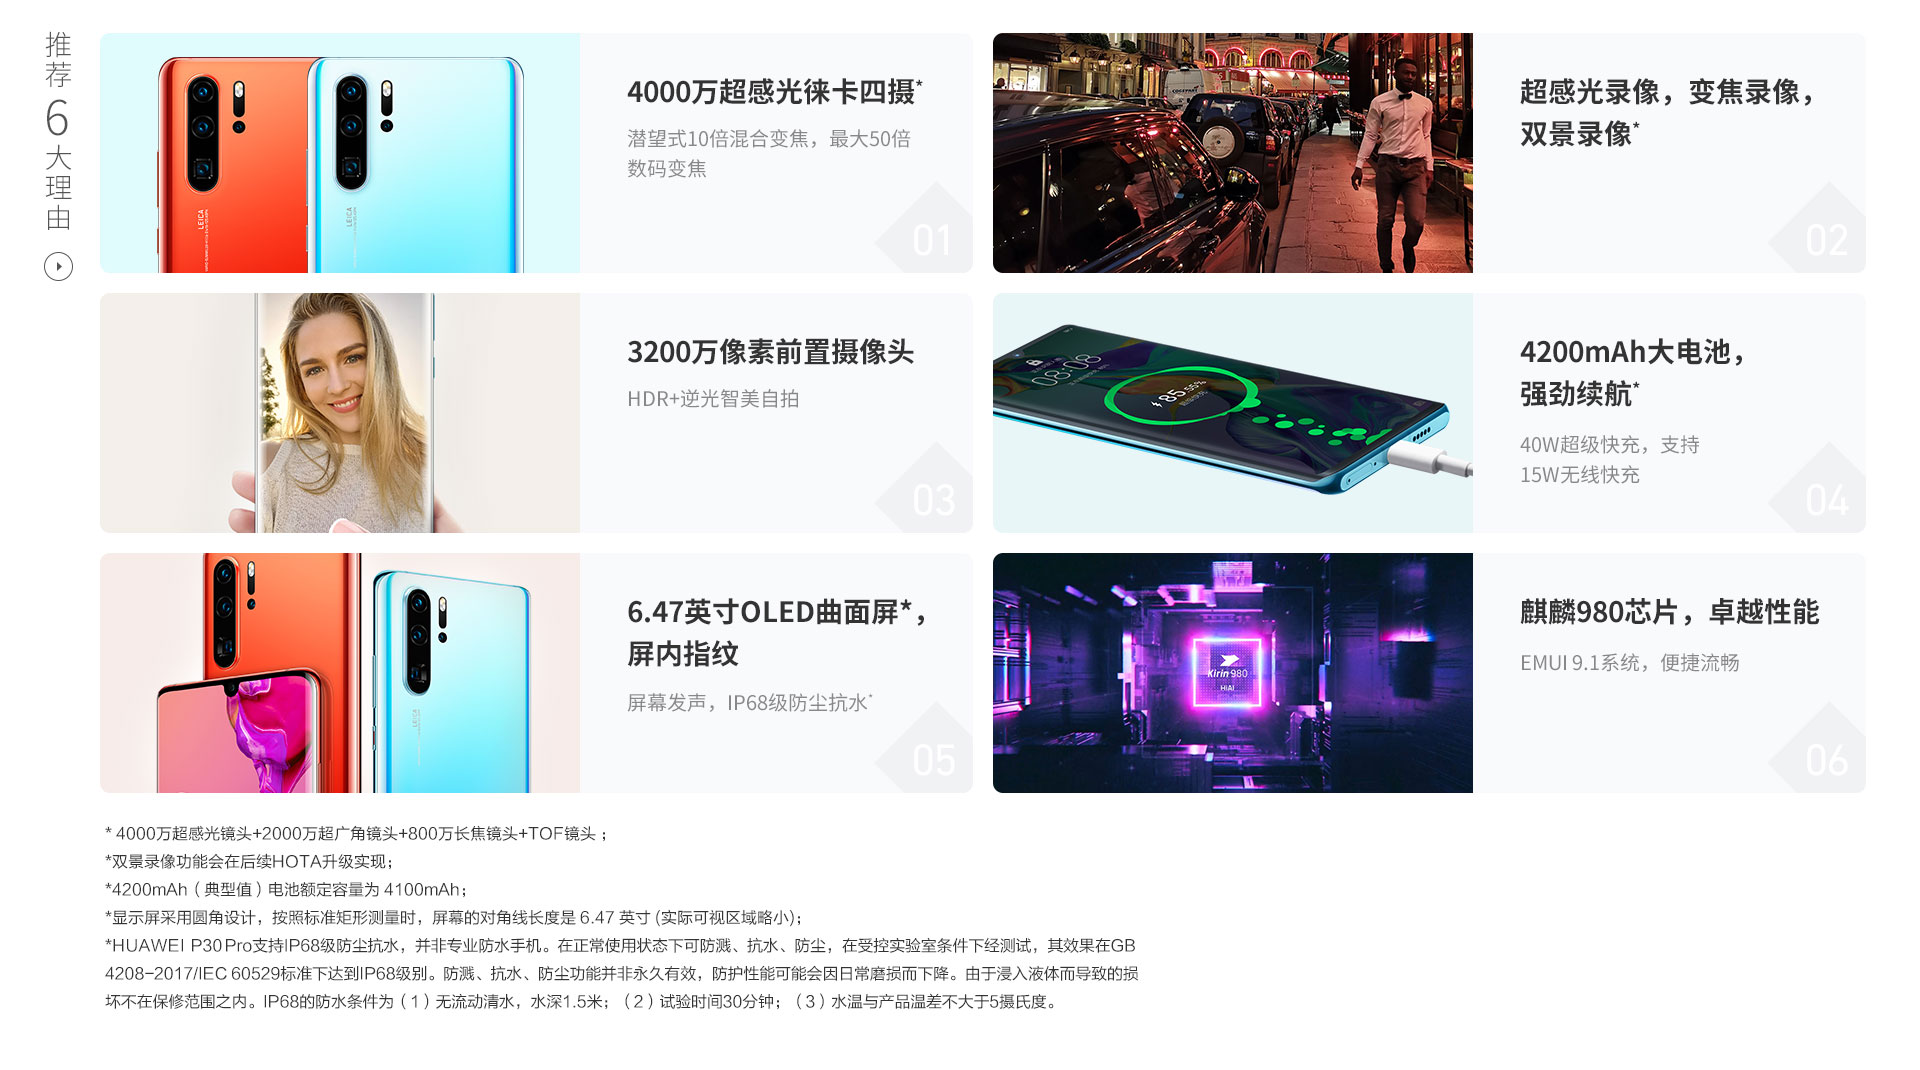 推荐6大理由
4000万超感光徕卡四摄*
潜望式10倍混合变焦，最大50倍
数码变焦
01
LEICA
LEICA
超感光录像，变焦录像，
双景录像*
02
3200万像素前置摄像头
HDR+逆光智美自拍
03
08:08
85.55%
4200mAh大电池，
强劲续航*
40W超级快充，支持
15W无线快充
04
LEICA
6.47英寸OLED曲面屏*，
屏内指纹
屏幕发声，IP68级防尘抗水*
05
Kirin 980
HiAI
麒麟980芯片，卓越性能
EMUI 9.1系统，便捷流畅
06
* 4000万超感光镜头+2000万超广角镜头+800万长焦镜头+TOF镜头 ；
*双景录像功能会在后续HOTA升级实现；
*4200mAh（典型值）电池额定容量为 4100mAh；
*显示屏采用圆角设计，按照标准矩形测量时，屏幕的对角线长度是 6.47 英寸 (实际可视区域略小)；
*HUAWEI P30 Pro支持IP68级防尘抗水，并非专业防水手机。在正常使用状态下可防溅、抗水、防尘，在受控实验室条件下经测试，其效果在GB
4208-2017/IEC 60529标准下达到IP68级别。防溅、抗水、防尘功能并非永久有效，防护性能可能会因日常磨损而下降。由于浸入液体而导致的损
坏不在保修范围之内。IP68的防水条件为（1）无流动清水，水深1.5米；（2）试验时间30分钟；（3）水温与产品温差不大于5摄氏度。